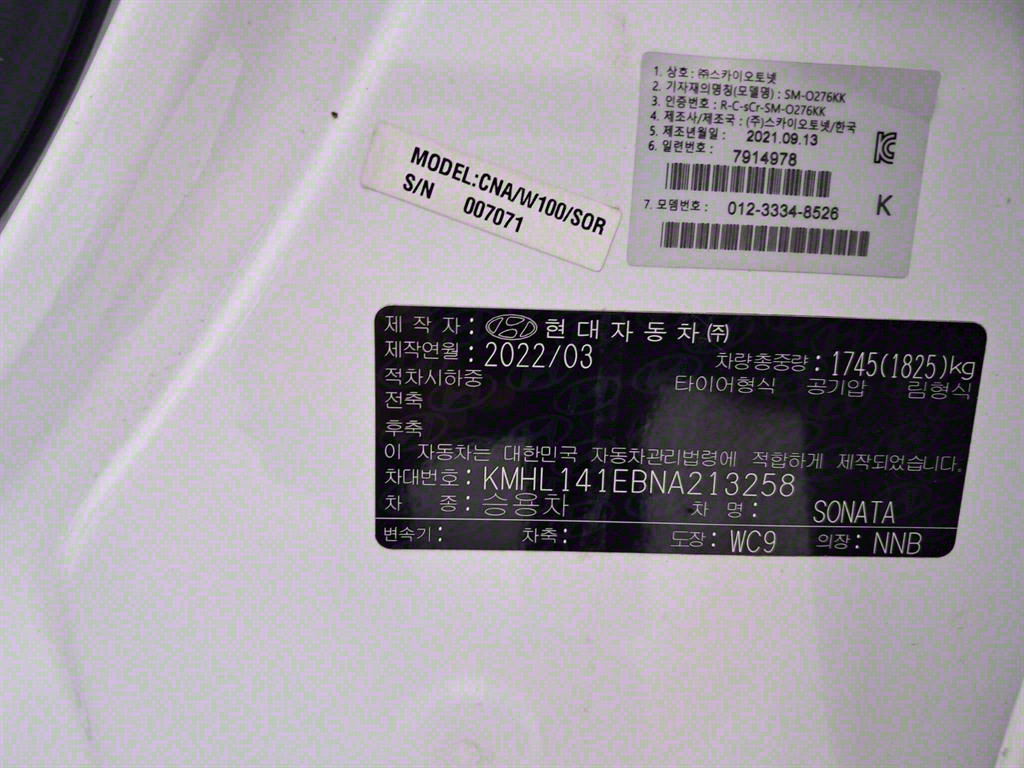 1. 상호 : ㈜스카이오토넷
2. 기자재의명칭(모델명) : SM-O276KK
3. 인증번호 : R-C-sCr-SM-O276KK
4. 제조사/제조국 : (주)스카이오토넷/한국
5. 제조년월일 : 2021.09.13
6. 일련번호 : 7914978
7. 모뎀번호 : 012-3334-8526
K
MODEL:CNA/W100/SOR
S/N 007071
제 작 자 : 현대자동차㈜
제작연월 : 2022/03 차량총중량 : 1745(1825)kg
적차시하중 타이어형식 공기압 림형식
전축
후축
이 자동차는 대한민국 자동차관리법령에 적합하게 제작되었습니다.
차대번호 : KMHL141EBNA213258
차 종 : 승용차 차 명 : SONATA
변속기 : 차축 : 도장 : WC9 의장 : NNB